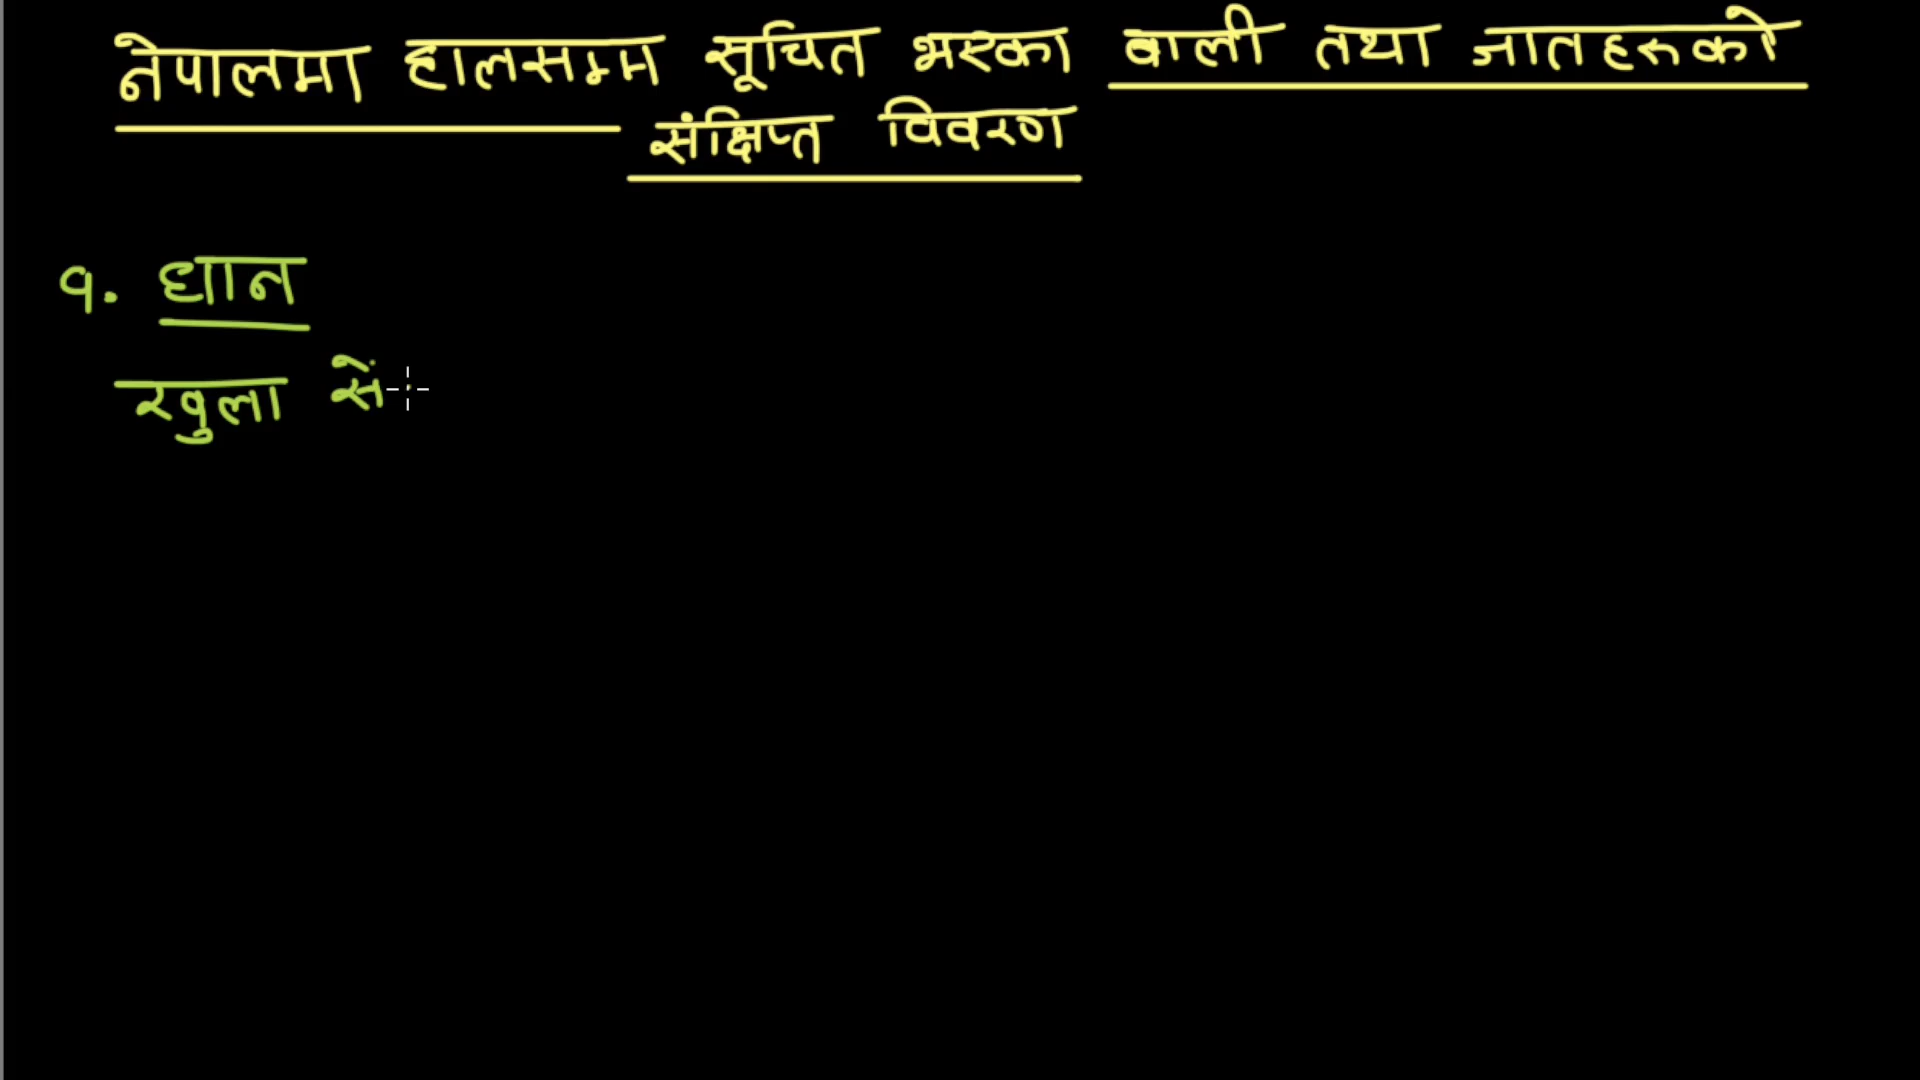 नेपालमा हालसम्म सूचित भएका बाली तथा जातहरुको
संक्षिप्त विवरण
१. धान
खुला सें